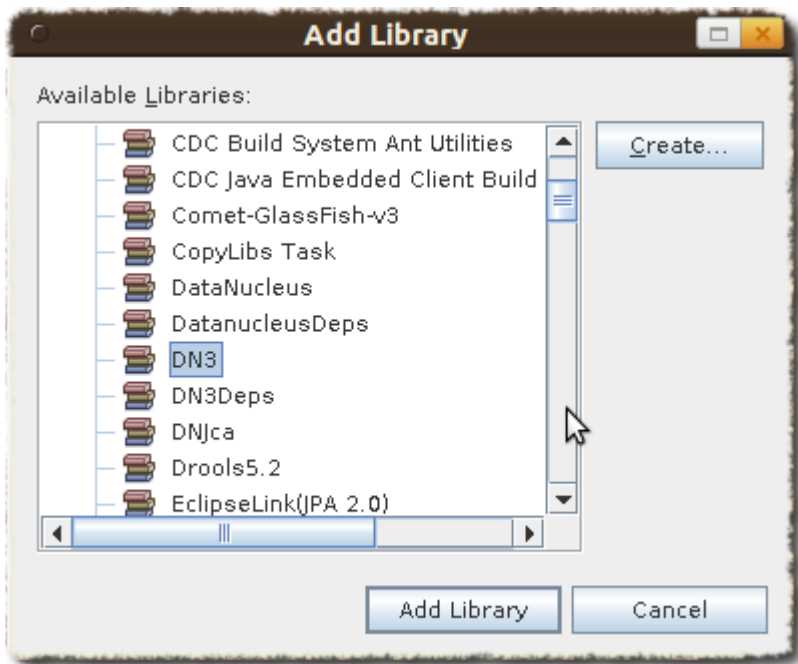 Add Library
Available Libraries:
CDC Build System Ant Utilities
CDC Java Embedded Client Build
Comet-GlassFish-v3
CopyLibs Task
DataNucleus
DatanucleusDeps
DN3
DN3Deps
DNJca
Drools5.2
EclipseLink(JPA 2.0)
Create...
Add Library
Cancel